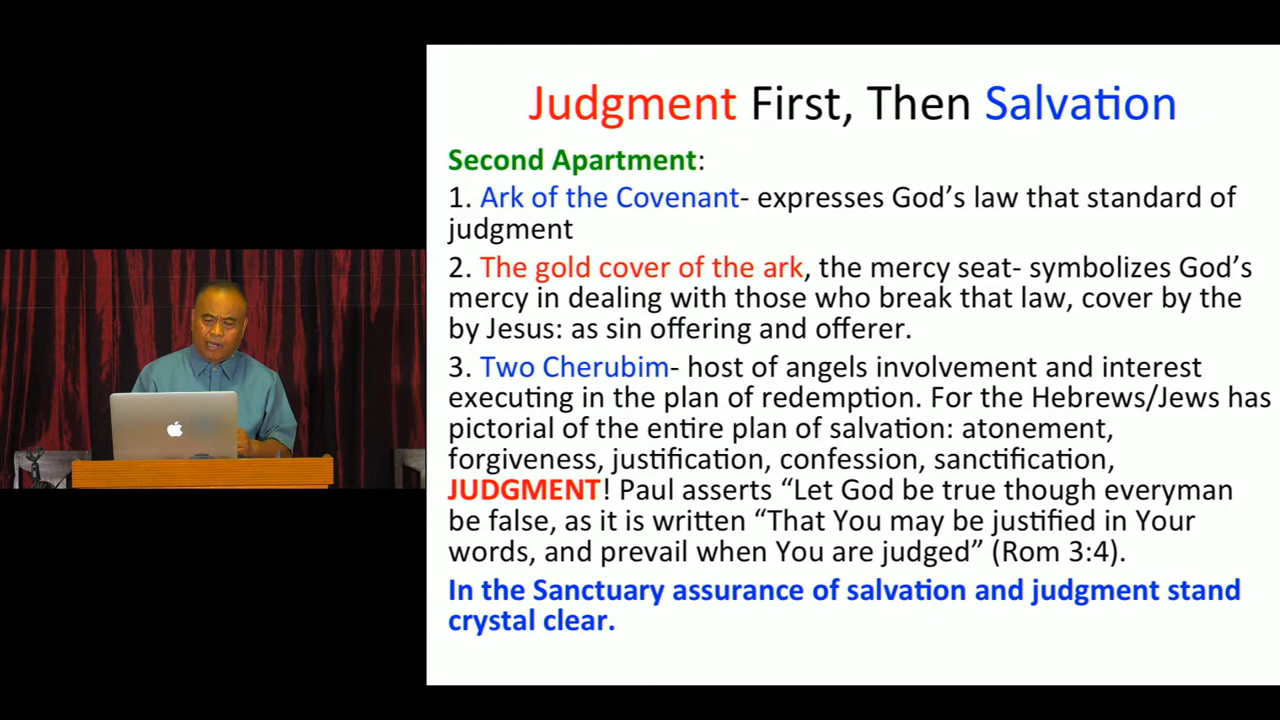 Judgment First, Then Salvation
Second Apartment:
1. Ark of the Covenant- expresses God's law that standard of
judgment
2. The gold cover of the ark, the mercy seat- symbolizes God's
mercy in dealing with those who break that law, cover by the
by Jesus: as sin offering and offerer.
3. Two Cherubim- host of angels involvement and interest
executing in the plan of redemption. For the Hebrews/Jews has
pictorial of the entire plan of salvation: atonement,
forgiveness, justification, confession, sanctification,
JUDGMENT! Paul asserts “Let God be true though everyman
be false, as it is written “That You may be justified in Your
words, and prevail when You are judged” (Rom 3:4).
In the Sanctuary assurance of salvation and judgment stand
crystal clear.